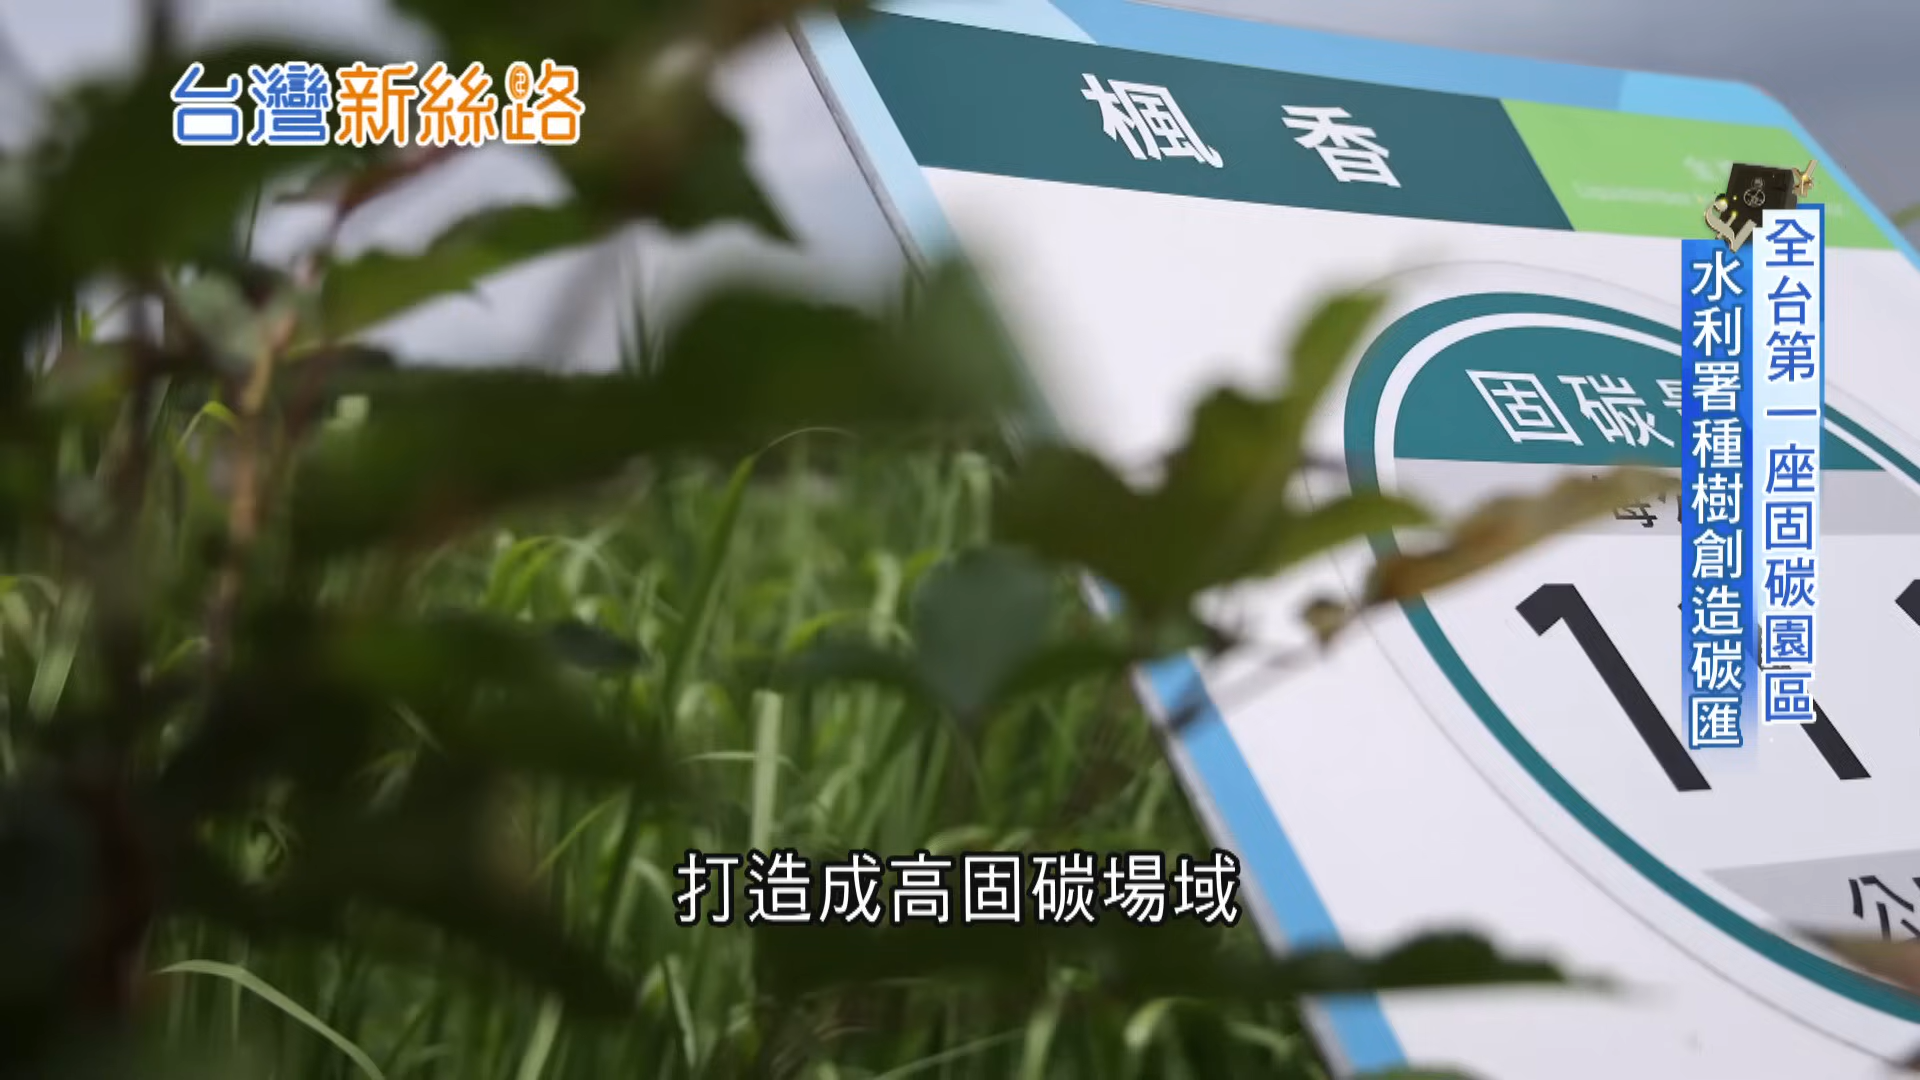 台灣新絲路
楓香
全台第一座固碳園區
水利署種樹創造碳匯
固碳
打造成高固碳場域